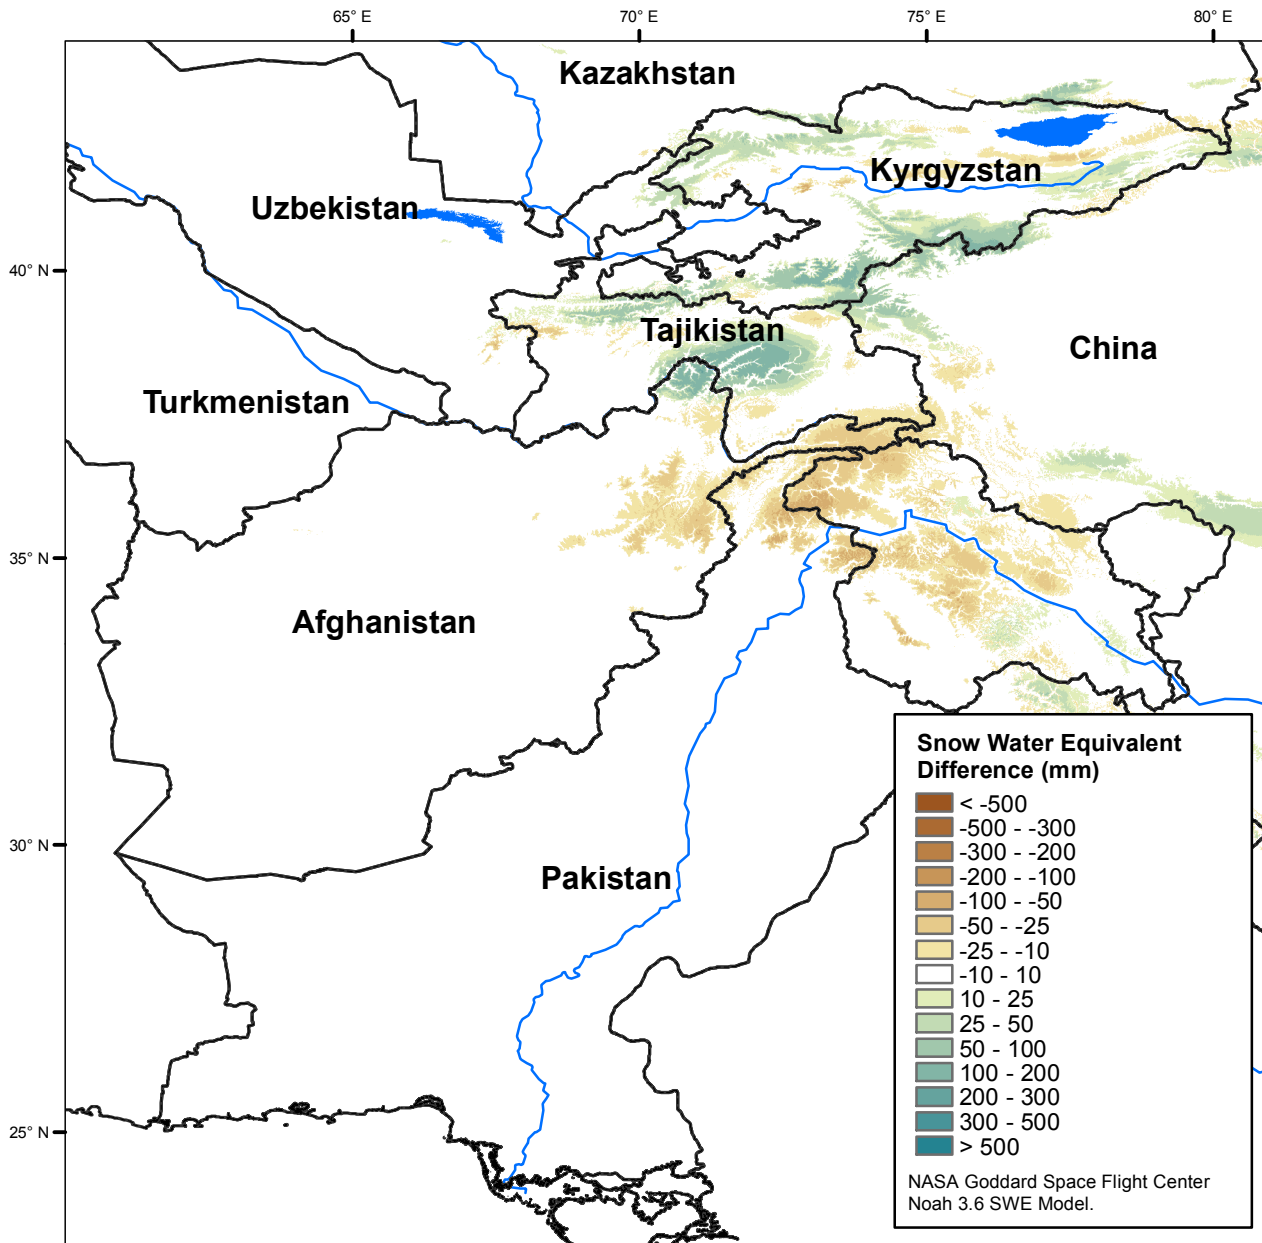 65° E
70° E
75° E
80° E
Kazakhstan
Kyrgyzstan
Uzbekistan
40° N
Tajikistan
China
Turkmenistan
35° N
Afghanistan
Snow Water Equivalent
Difference (mm)
< -500
-500 - -300
-300 - -200
-200 - -100
-100 - -50
-50 - -25
-25 - -10
-10 - 10
10 - 25
25 - 50
50 - 100
100 - 200
200 - 300
300 - 500
> 500
NASA Goddard Space Flight Center
Noah 3.6 SWE Model.
30° N
Pakistan
25° N